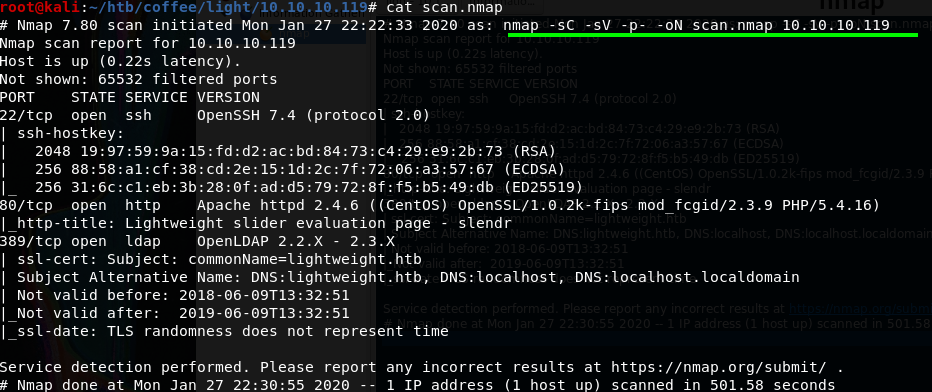 root@kali:~/htb/coffee/light/10.10.10.119# cat scan.nmap
# Nmap 7.80 scan initiated Mon Jan 27 22:22:33 2020 as: nmap -sC -sV -p- -oN scan.nmap 10.10.10.119
Nmap scan report for 10.10.10.119
Host is up (0.22s latency).
Not shown: 65532 filtered ports
PORT    STATE SERVICE VERSION
22/tcp  open  ssh     OpenSSH 7.4 (protocol 2.0)
| ssh-hostkey:
|   2048 19:97:59:9a:15:fd:d2:ac:bd:84:73:c4:29:e9:2b:73 (RSA)
|   256 88:58:a1:cf:38:cd:2e:15:1d:2c:7f:72:06:a3:57:67 (ECDSA)
|_  256 31:6c:c1:eb:3b:28:0f:ad:d5:79:72:8f:f5:b5:49:db (ED25519)
80/tcp  open  http    Apache httpd 2.4.6 ((CentOS) OpenSSL/1.0.2k-fips mod_fcgid/2.3.9 PHP/5.4.16)
|_http-title: Lightweight slider evaluation page - slendr
389/tcp open  ldap    OpenLDAP 2.2.X - 2.3.X
| ssl-cert: Subject: commonName=lightweight.htb
| Subject Alternative Name: DNS:lightweight.htb, DNS:localhost, DNS:localhost.localdomain
| Not valid before: 2018-06-09T13:32:51
|_Not valid after:  2019-06-09T13:32:51
|_ssl-date: TLS randomness does not represent time
Service detection performed. Please report any incorrect results at https://nmap.org/submit/ .
# Nmap done at Mon Jan 27 22:30:55 2020 -- 1 IP address (1 host up) scanned in 501.58 seconds